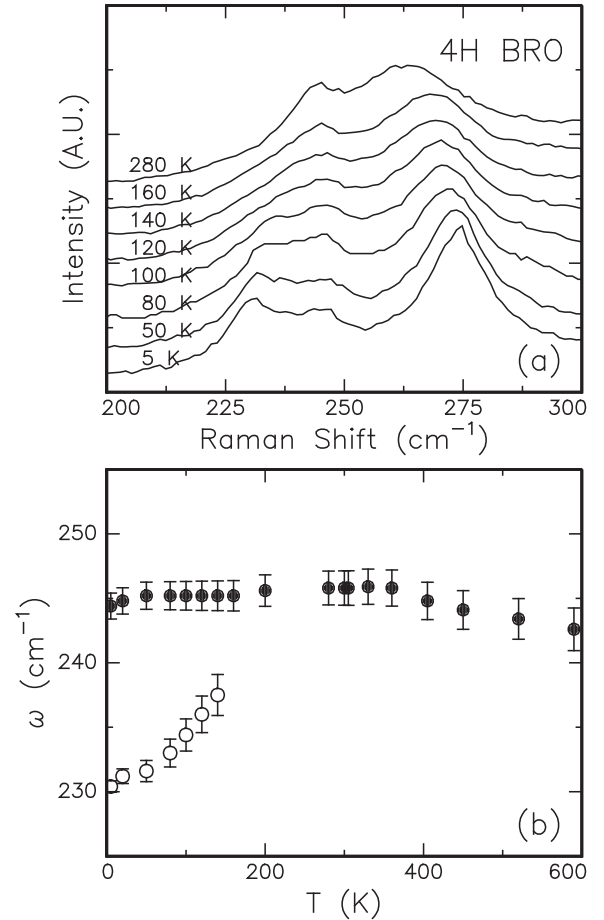 4H BRO
Intensity (A.U.)
280 K
160 K
140 K
120 K
100 K
80 K
50 K
5 K
(a)
200 225 250 275 300
Raman Shift (cm⁻¹)
250
240
230
ω (cm⁻¹)
(b)
0 200 400 600
T (K)